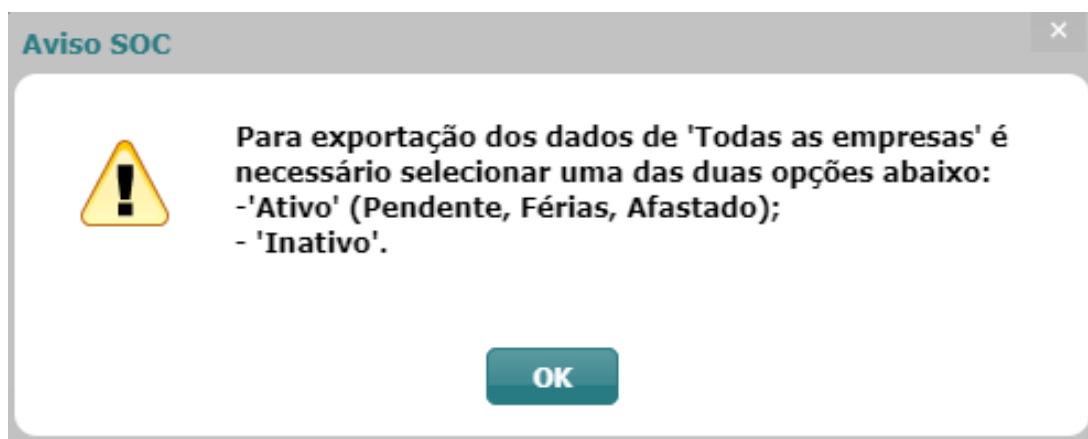 Aviso SOC
×
Para exportação dos dados de 'Todas as empresas' é
necessário selecionar uma das duas opções abaixo:
-'Ativo' (Pendente, Férias, Afastado);
- 'Inativo'.
OK